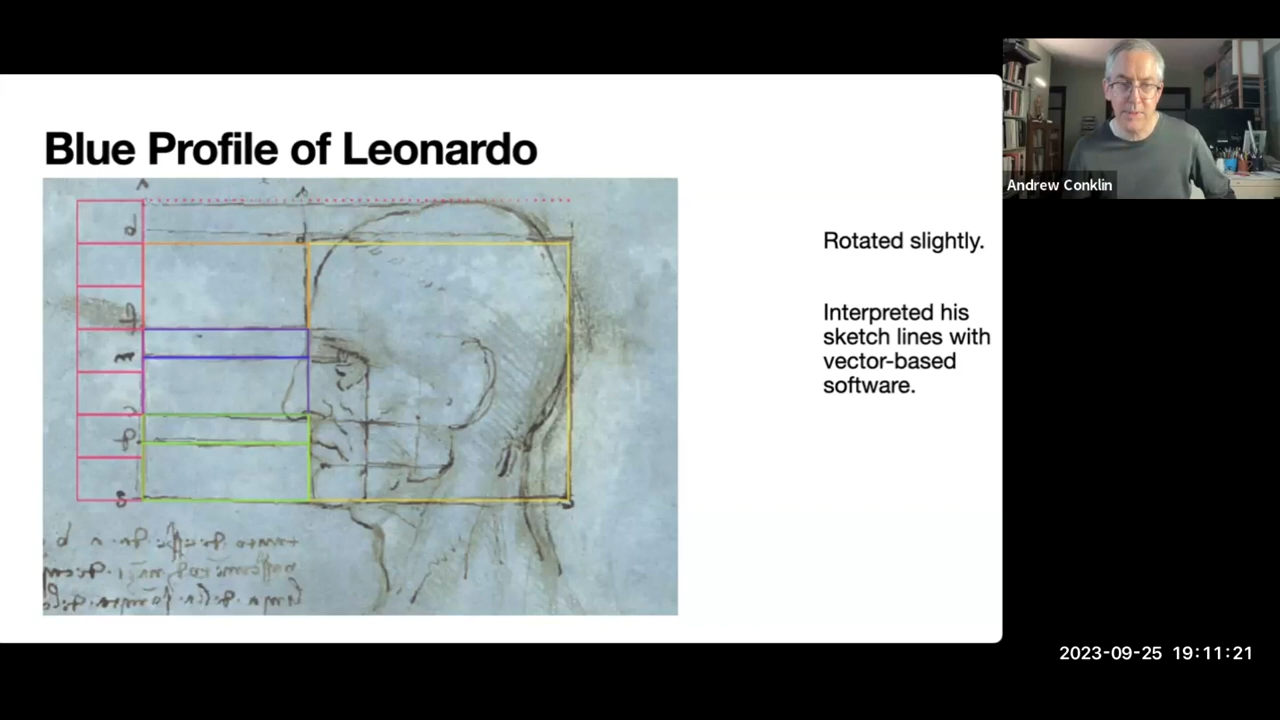 Blue Profile of Leonardo
Andrew Conklin
Rotated slightly.
Interpreted his
sketch lines with
vector-based
software.
2023-09-25 19:11:21